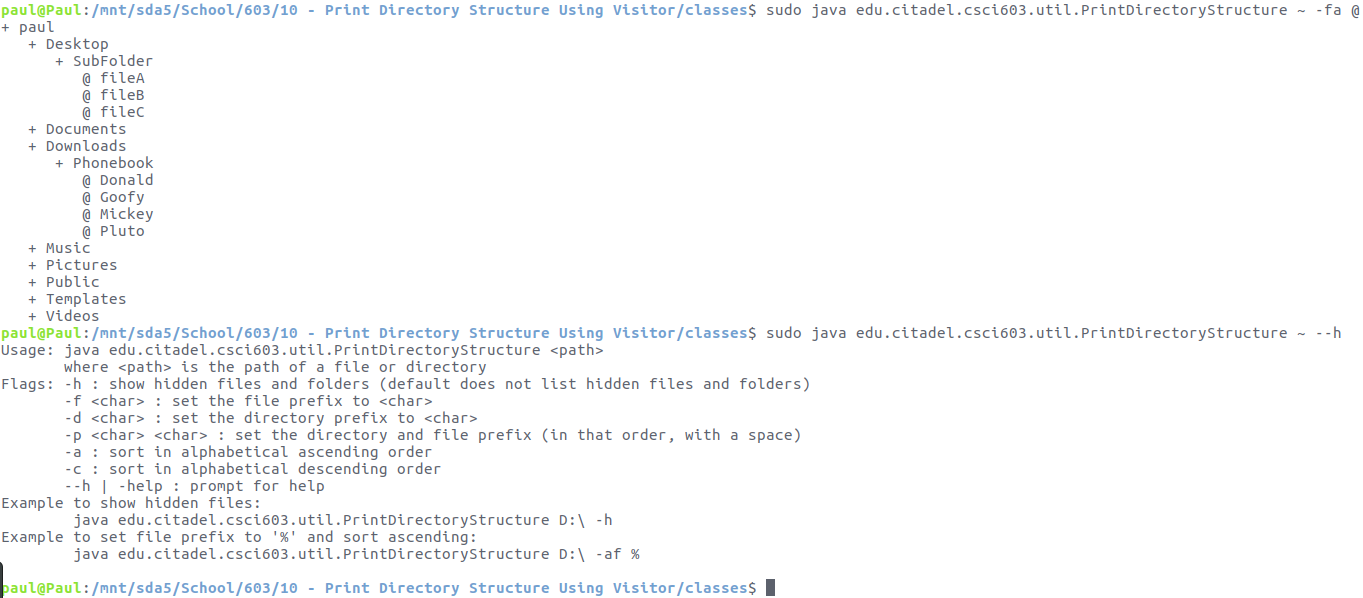 paul@Paul:/mnt/sda5/School/603/10 - Print Directory Structure Using Visitor/classes$ sudo java edu.citadel.csci603.util.PrintDirectoryStructure ~ -fa @
+ paul
   + Desktop
      + SubFolder
         @ fileA
         @ fileB
         @ fileC
   + Documents
   + Downloads
      + Phonebook
         @ Donald
         @ Goofy
         @ Mickey
         @ Pluto
   + Music
   + Pictures
   + Public
   + Templates
   + Videos
paul@Paul:/mnt/sda5/School/603/10 - Print Directory Structure Using Visitor/classes$ sudo java edu.citadel.csci603.util.PrintDirectoryStructure ~ --h
Usage: java edu.citadel.csci603.util.PrintDirectoryStructure <path>
       where <path> is the path of a file or directory
Flags: -h : show hidden files and folders (default does not list hidden files and folders)
       -f <char> : set the file prefix to <char>
       -d <char> : set the directory prefix to <char>
       -p <char> <char> : set the directory and file prefix (in that order, with a space)
       -a : sort in alphabetical ascending order
       -c : sort in alphabetical descending order
       --h | -help : prompt for help
Example to show hidden files:
        java edu.citadel.csci603.util.PrintDirectoryStructure D:\ -h
Example to set file prefix to '%' and sort ascending:
        java edu.citadel.csci603.util.PrintDirectoryStructure D:\ -af %
paul@Paul:/mnt/sda5/School/603/10 - Print Directory Structure Using Visitor/classes$